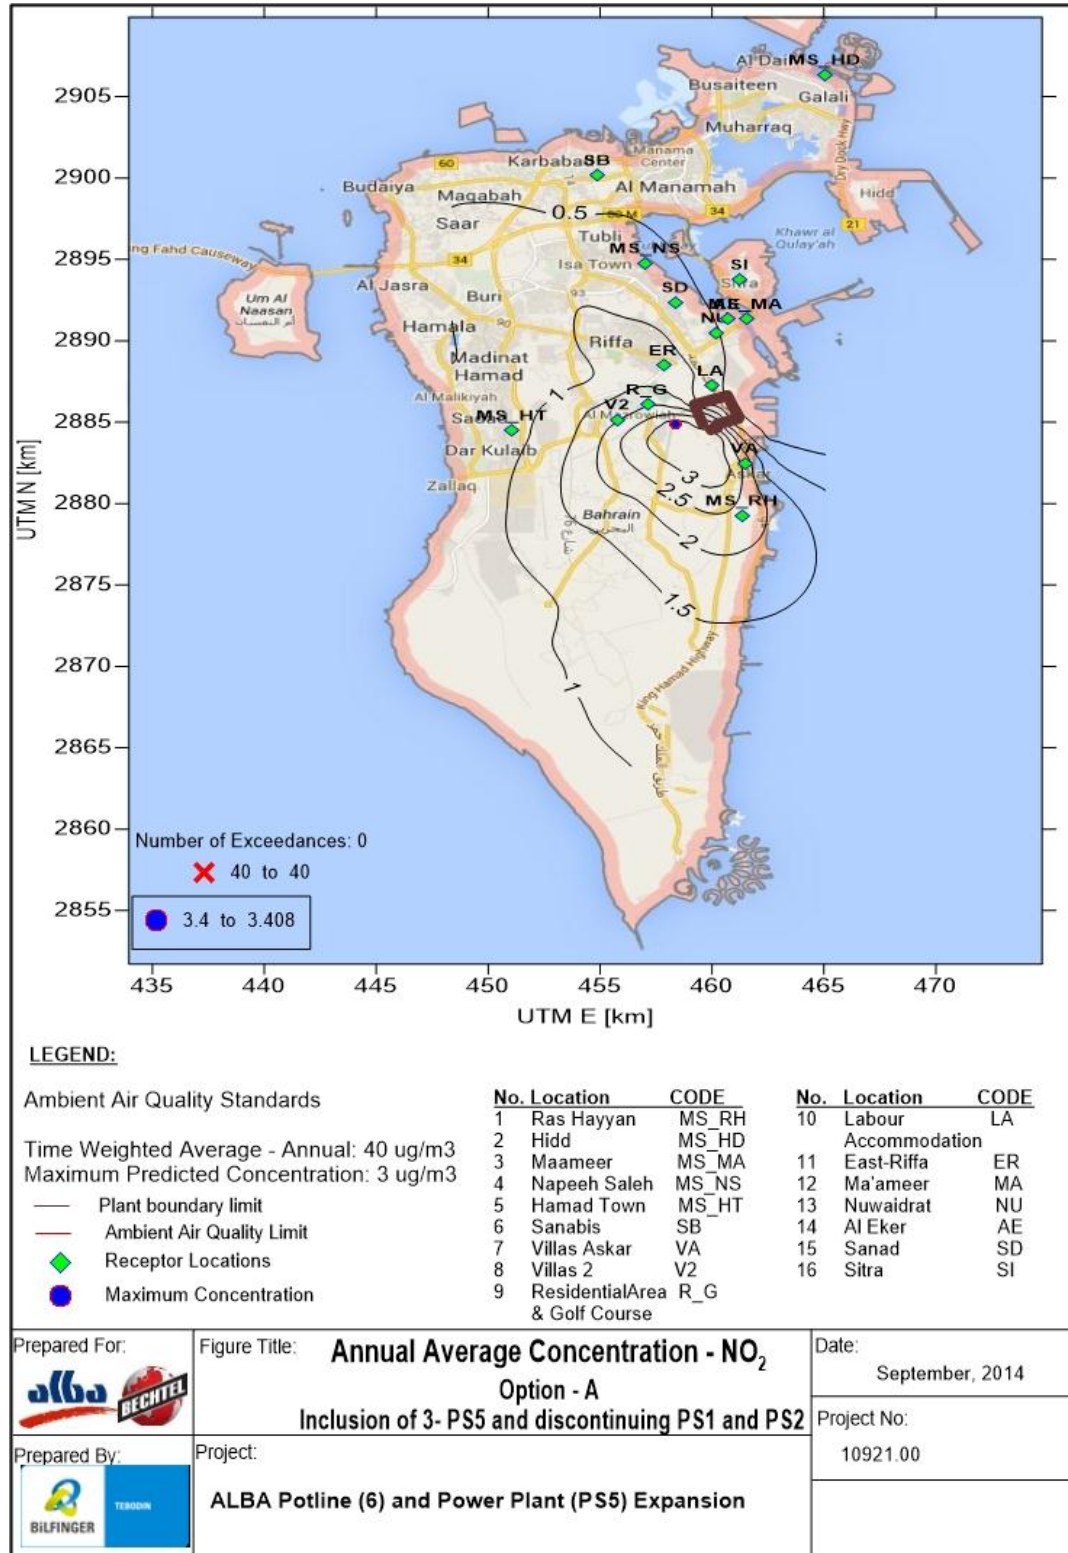 Al Dai MS_HD
2905
Busaiteen
Galali
Muharraq
Manama
Center
Dry Dock Hwy
2900
60
Karbabad SB
Budaiya
Maqabah
Al Manamah
Hidd
Saar
0.5
34
21
Tubli
Khawr al
Qulay'ah
King Fahd Causeway
MS_NS
2895
34
Isa Town
SI
Sitra
Al Jasra
Buri
93
SD
Um Al
Naasan
أم النعسان
90
MS_MA
AE
NU
Hamala
Riffa
2890
Madinat
Hamad
ER
1
LA
Al Malikiyah
R_G
V2
2885
MS_HT
Dar Kulaib
VA
Askar
3
Zallaq
2.5
2880
MS_RH
Bahrain
البحرين
2
UTM N [km]
2875
1.5
2870
1
King Hamad Highway
2865
2860
Number of Exceedances: 0
40 to 40
2855
3.4 to 3.408
435 440 445 450 455 460 465 470
UTM E [km]
LEGEND:
Ambient Air Quality Standards
Time Weighted Average - Annual: 40 ug/m3
Maximum Predicted Concentration: 3 ug/m3
Plant boundary limit
Ambient Air Quality Limit
Receptor Locations
Maximum Concentration
No. Location CODE
1 Ras Hayyan MS_RH
2 Hidd MS_HD
3 Maameer MS_MA
4 Napeeh Saleh MS_NS
5 Hamad Town MS_HT
6 Sanabis SB
7 Villas Askar VA
8 Villas 2 V2
9 ResidentialArea R_G
& Golf Course
No. Location CODE
10 Labour LA
Accommodation
11 East-Riffa ER
12 Ma'ameer MA
13 Nuwaidrat NU
14 Al Eker AE
15 Sanad SD
16 Sitra SI
Prepared For:
alba
BECHTEL
Figure Title:
Annual Average Concentration - NO2
Option - A
Inclusion of 3- PS5 and discontinuing PS1 and PS2
Date:
September, 2014
Project No:
10921.00
Prepared By:
BILFINGER
TEBODIN
Project:
ALBA Potline (6) and Power Plant (PS5) Expansion